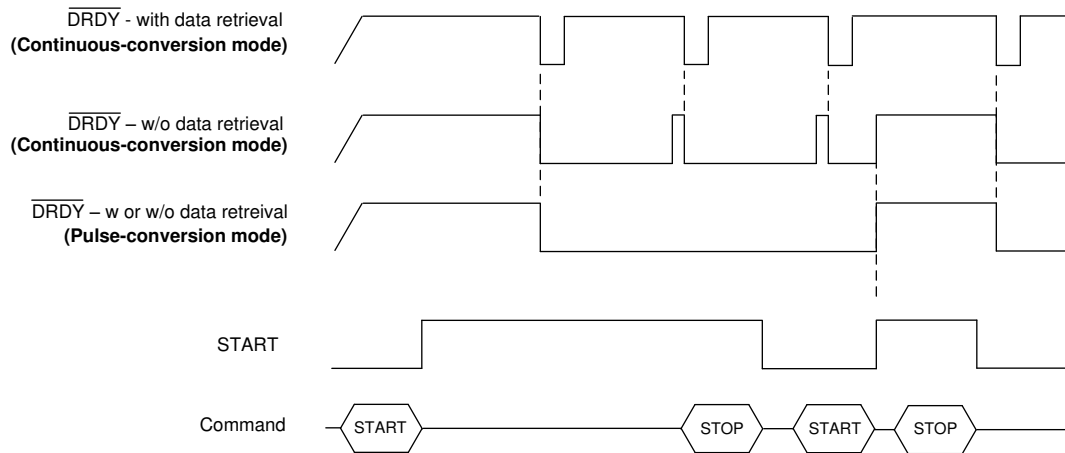 DRDY - with data retrieval
(Continuous-conversion mode)
DRDY – w/o data retrieval
(Continuous-conversion mode)
DRDY – w or w/o data retreival
(Pulse-conversion mode)
START
Command
START
STOP
START
STOP